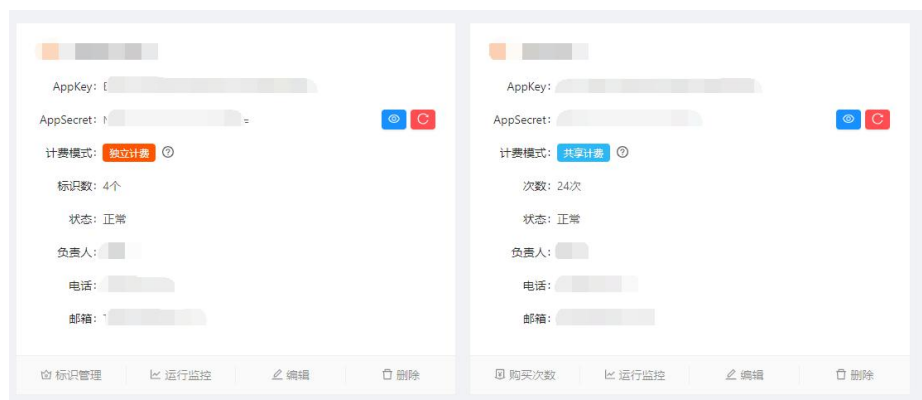 AppKey:
AppSecret:
计费模式: 独立计费
标识数: 4个
状态: 正常
负责人:
电话:
邮箱:
标识管理 运行监控 编辑 删除
AppKey:
AppSecret:
计费模式: 共享计费
次数: 24次
状态: 正常
负责人:
电话:
邮箱:
购买次数 运行监控 编辑 删除